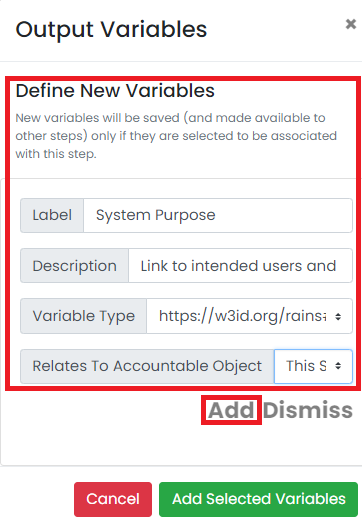 Output Variables ×
Define New Variables
New variables will be saved (and made available to
other steps) only if they are selected to be associated
with this step.
Label System Purpose
Description Link to intended users and
Variable Type https://w3id.org/rains#
Relates To Accountable Object This S
Add Dismiss
Cancel Add Selected Variables